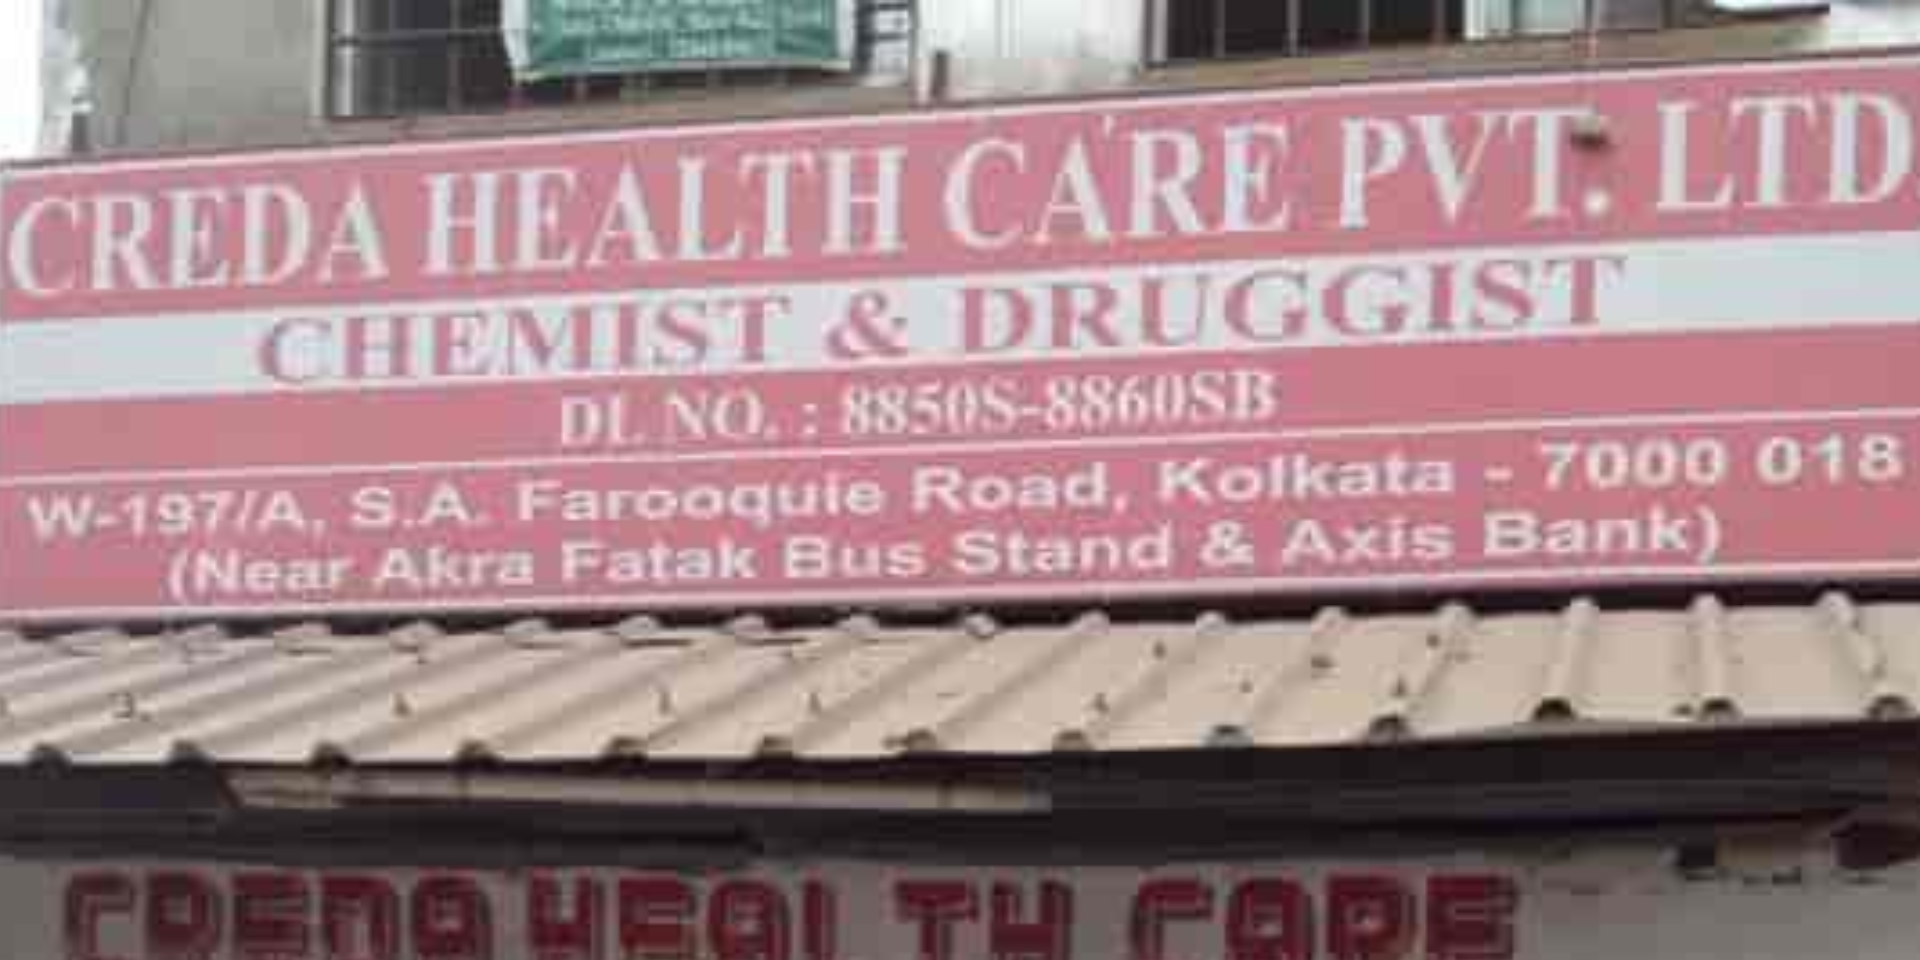 CREDA HEALTH CARE PVT. LTD.
CHEMIST & DRUGGIST
DL NO. : 8850S-8860SB
W-197/A, S.A. Farooquie Road, Kolkata - 7000 018
(Near Akra Fatak Bus Stand & Axis Bank)
CREDA HEALTH CARE